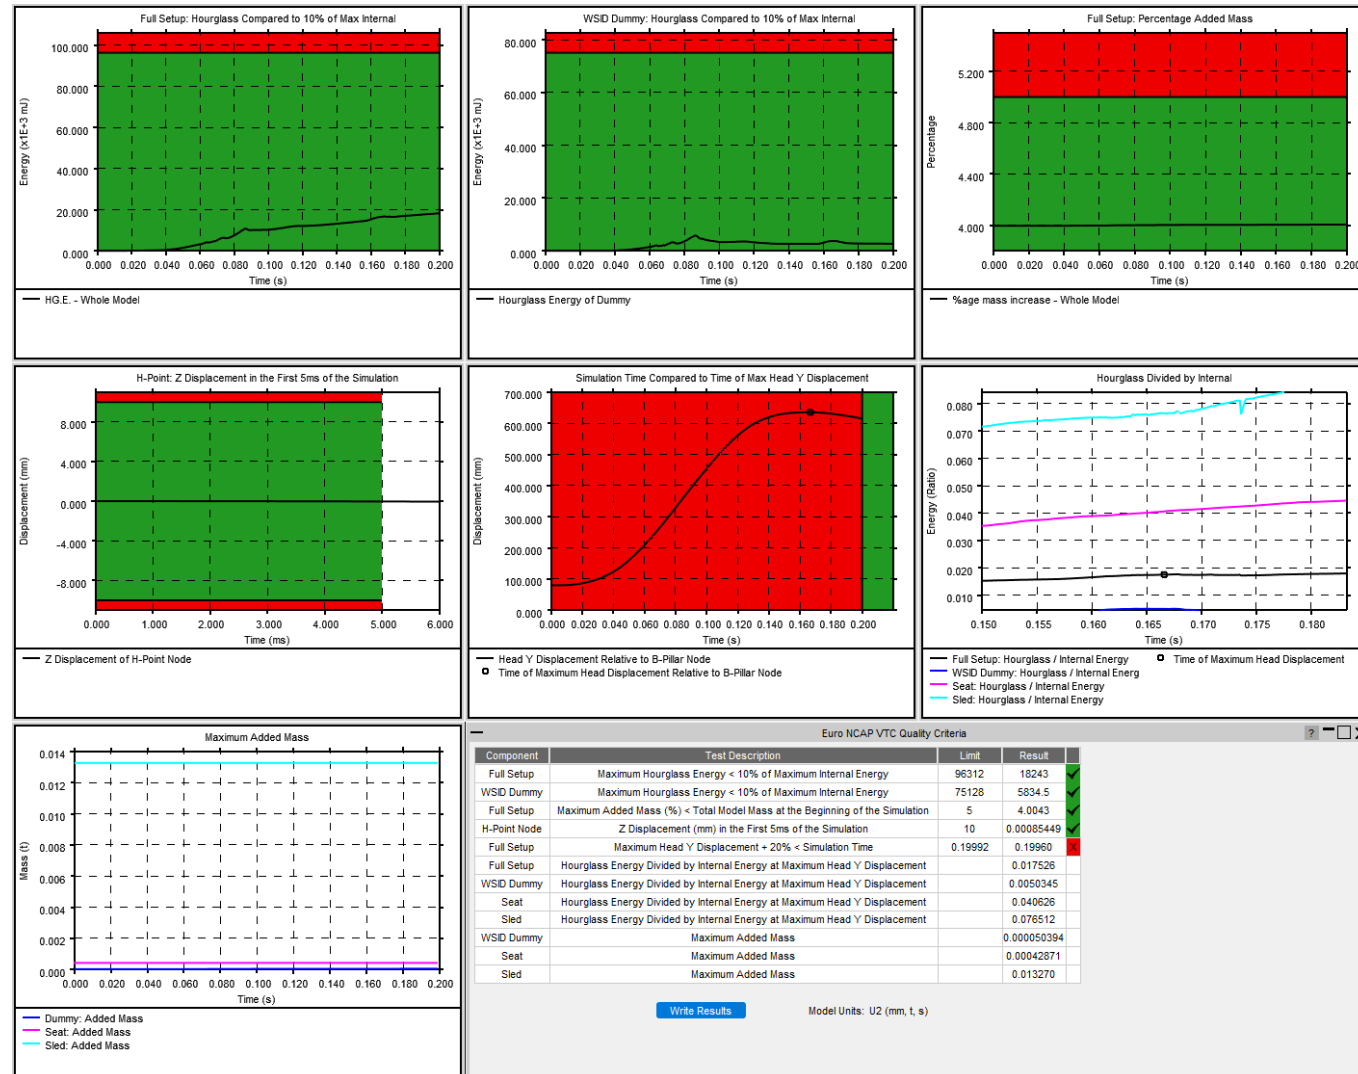 Full Setup: Hourglass Compared to 10% of Max Internal
Energy (x1E+3 mJ)
100.000
80.000
60.000
40.000
20.000
0.000
0.000 0.020 0.040 0.060 0.080 0.100 0.120 0.140 0.160 0.180 0.200
Time (s)
HG.E. - Whole Model
WSID Dummy: Hourglass Compared to 10% of Max Internal
Energy (x1E+3 mJ)
80.000
60.000
40.000
20.000
0.000
0.000 0.020 0.040 0.060 0.080 0.100 0.120 0.140 0.160 0.180 0.200
Time (s)
Hourglass Energy of Dummy
Full Setup: Percentage Added Mass
Percentage
5.200
4.800
4.400
4.000
0.000 0.020 0.040 0.060 0.080 0.100 0.120 0.140 0.160 0.180 0.200
Time (s)
%age mass increase - Whole Model
H-Point: Z Displacement in the First 5ms of the Simulation
Displacement (mm)
8.000
4.000
0.000
-4.000
-8.000
0.000 1.000 2.000 3.000 4.000 5.000 6.000
Time (ms)
Z Displacement of H-Point Node
Simulation Time Compared to Time of Max Head Y Displacement
Displacement (mm)
700.000
600.000
500.000
400.000
300.000
200.000
100.000
0.000
0.000 0.020 0.040 0.060 0.080 0.100 0.120 0.140 0.160 0.180 0.200
Time (s)
Head Y Displacement Relative to B-Pillar Node
Time of Maximum Head Displacement Relative to B-Pillar Node
Hourglass Divided by Internal
Energy (Ratio)
0.080
0.070
0.060
0.050
0.040
0.030
0.020
0.010
0.150 0.155 0.160 0.165 0.170 0.175 0.180
Time (s)
Full Setup: Hourglass / Internal Energy Time of Maximum Head Displacement
WSID Dummy: Hourglass / Internal Energ
Seat: Hourglass / Internal Energy
Sled: Hourglass / Internal Energy
Maximum Added Mass
Mass (t)
0.014
0.012
0.010
0.008
0.006
0.004
0.002
0.000
0.000 0.020 0.040 0.060 0.080 0.100 0.120 0.140 0.160 0.180 0.200
Time (s)
Dummy: Added Mass
Seat: Added Mass
Sled: Added Mass
Euro NCAP VTC Quality Criteria ?
Component Test Description Limit Result
Full Setup Maximum Hourglass Energy < 10% of Maximum Internal Energy 96312 18243
WSID Dummy Maximum Hourglass Energy < 10% of Maximum Internal Energy 75128 5834.5
Full Setup Maximum Added Mass (%) < Total Model Mass at the Beginning of the Simulation 5 4.0043
H-Point Node Z Displacement (mm) in the First 5ms of the Simulation 10 0.00085449
Full Setup Maximum Head Y Displacement + 20% < Simulation Time 0.19992 0.19960 X
Full Setup Hourglass Energy Divided by Internal Energy at Maximum Head Y Displacement 0.017526
WSID Dummy Hourglass Energy Divided by Internal Energy at Maximum Head Y Displacement 0.0050345
Seat Hourglass Energy Divided by Internal Energy at Maximum Head Y Displacement 0.040626
Sled Hourglass Energy Divided by Internal Energy at Maximum Head Y Displacement 0.076512
WSID Dummy Maximum Added Mass 0.000050394
Seat Maximum Added Mass 0.00042871
Sled Maximum Added Mass 0.013270
Write Results Model Units: U2 (mm, t, s)